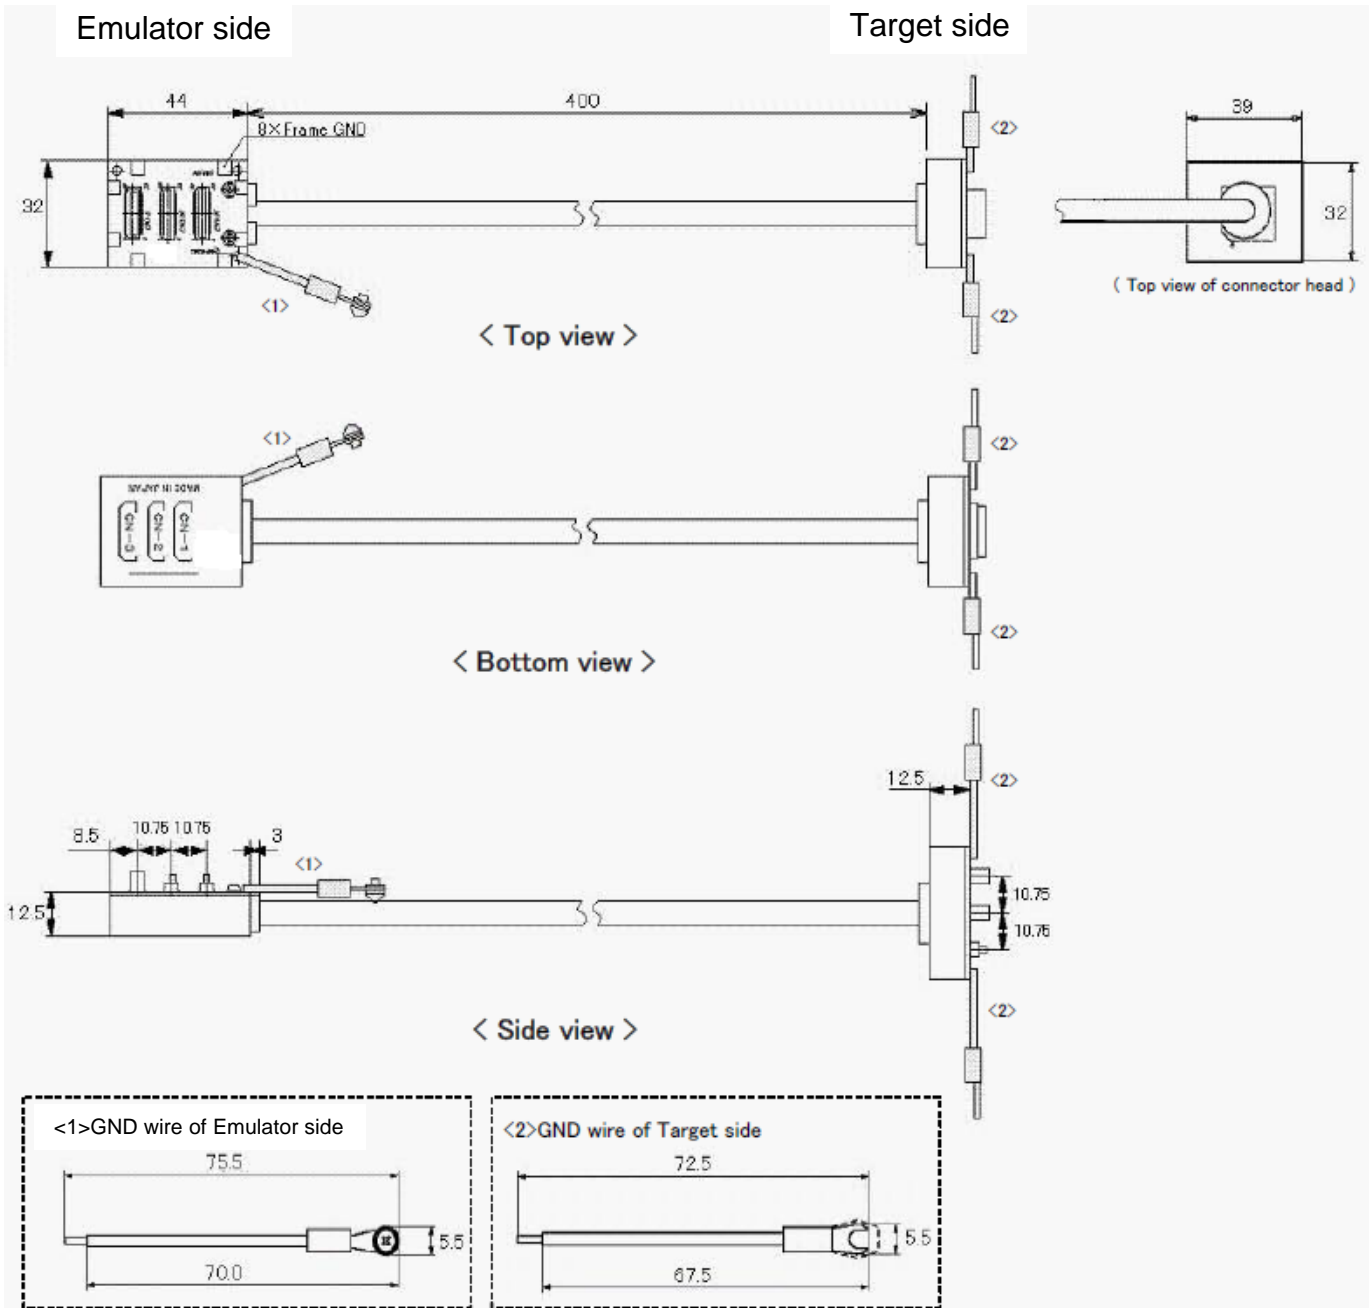 Emulator side
Target side
44
400
39
8×Frame GND
<2>
32
32
<1>
( Top view of connector head )
<2>
< Top view >
<1>
<2>
MADE IN JAPAN
CN-3
CN-2
CN-1
<2>
< Bottom view >
12.5
<2>
8.5
10.75
10.75
3
<1>
12.5
10.75
10.75
<2>
< Side view >
<1>GND wire of Emulator side
75.5
5.5
70.0
<2>GND wire of Target side
72.5
5.5
67.5